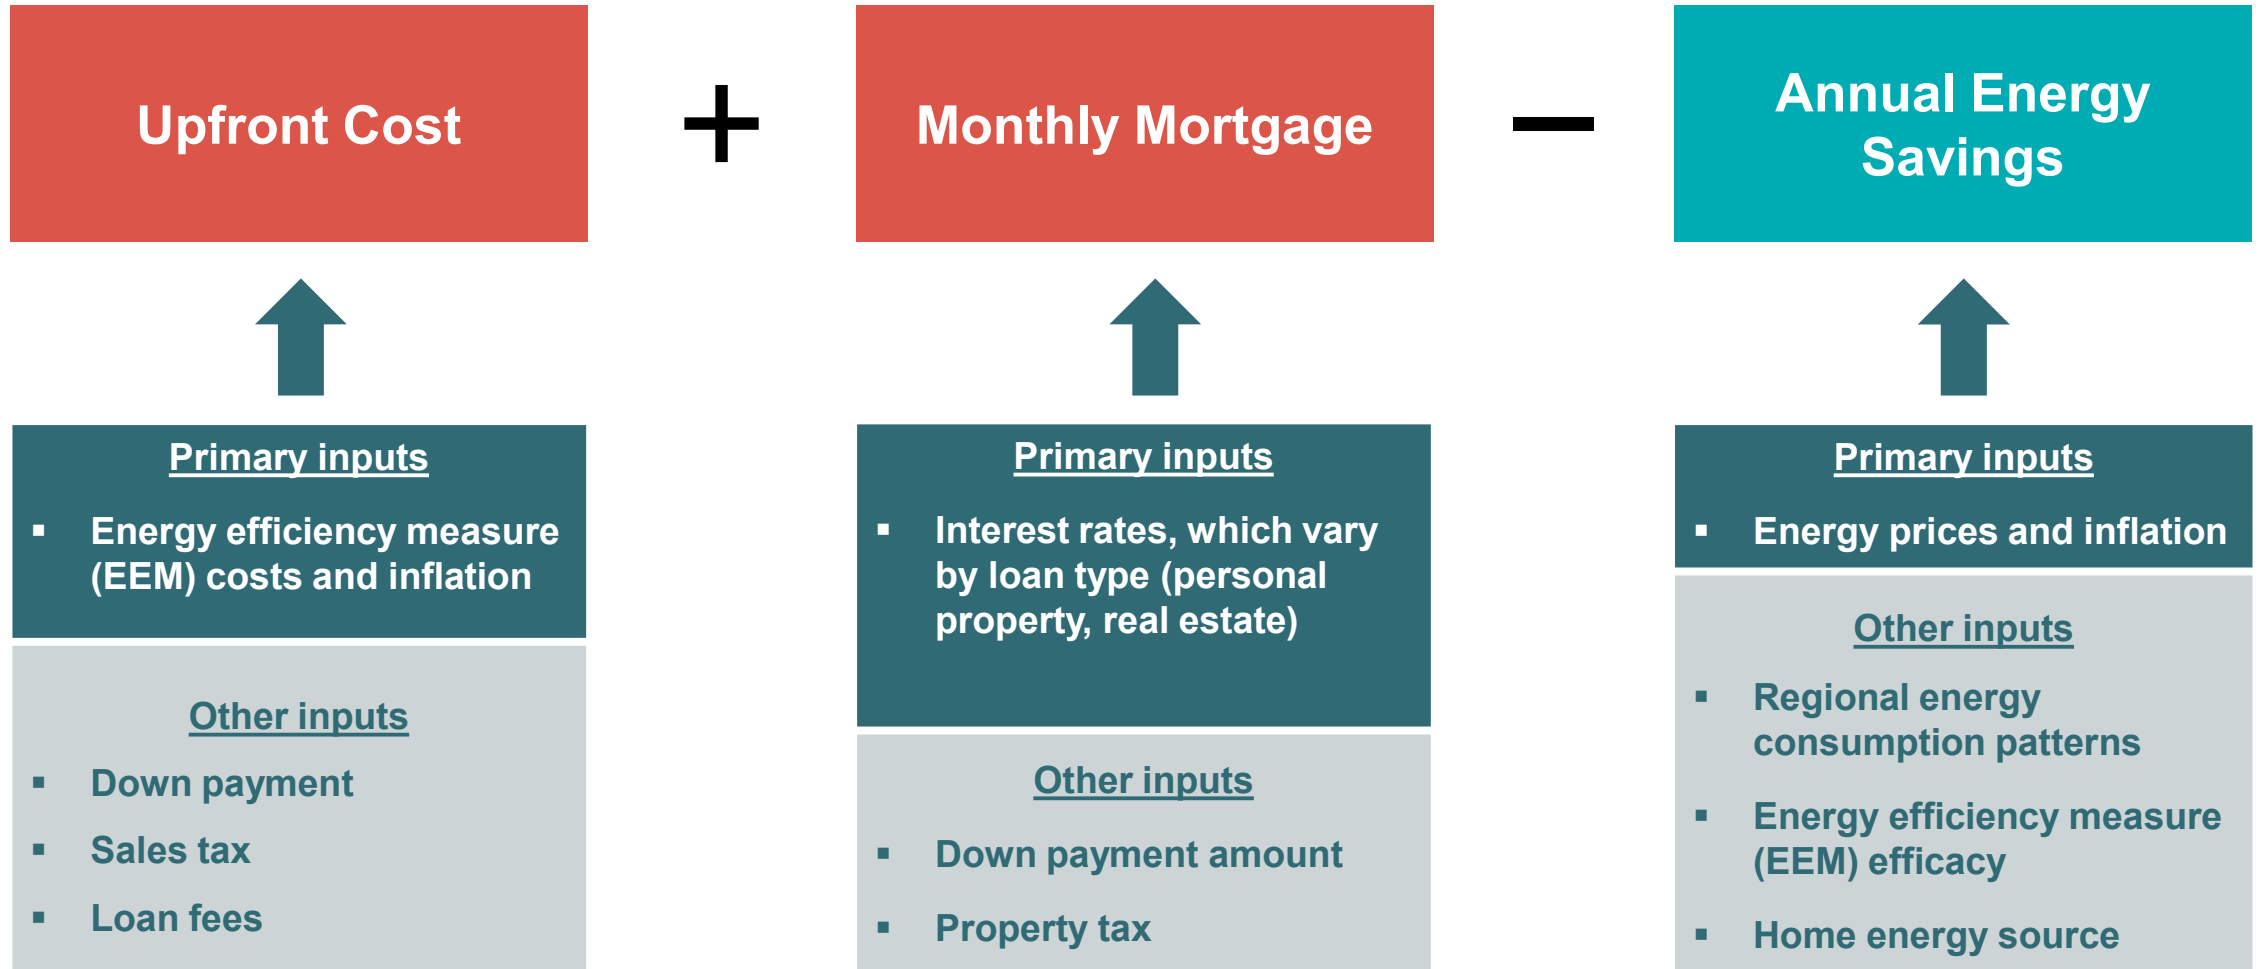 Upfront Cost
+
Monthly Mortgage
−
Annual Energy
Savings
Primary inputs
▪ Energy efficiency measure
(EEM) costs and inflation
Other inputs
▪ Down payment
▪ Sales tax
▪ Loan fees
Primary inputs
▪ Interest rates, which vary
by loan type (personal
property, real estate)
Other inputs
▪ Down payment amount
▪ Property tax
Primary inputs
▪ Energy prices and inflation
Other inputs
▪ Regional energy
consumption patterns
▪ Energy efficiency measure
(EEM) efficacy
▪ Home energy source